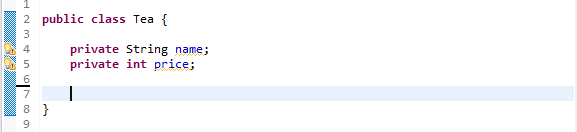 1
2 public class Tea {
3
4 private String name;
5 private int price;
6
7
8 }
9